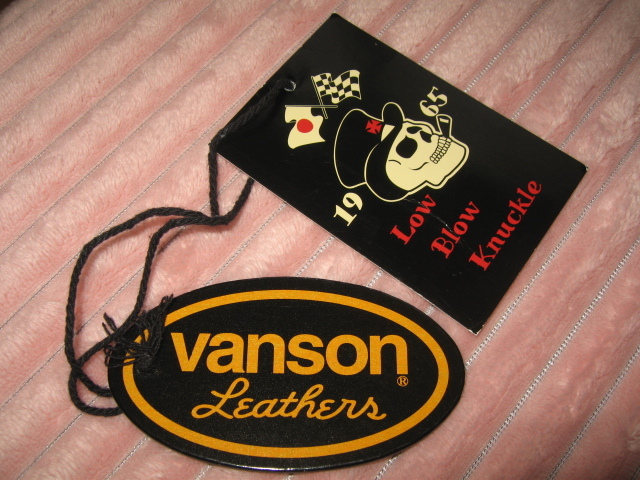 19 65
Low
Blow
Knuckle
vanson®
Leathers